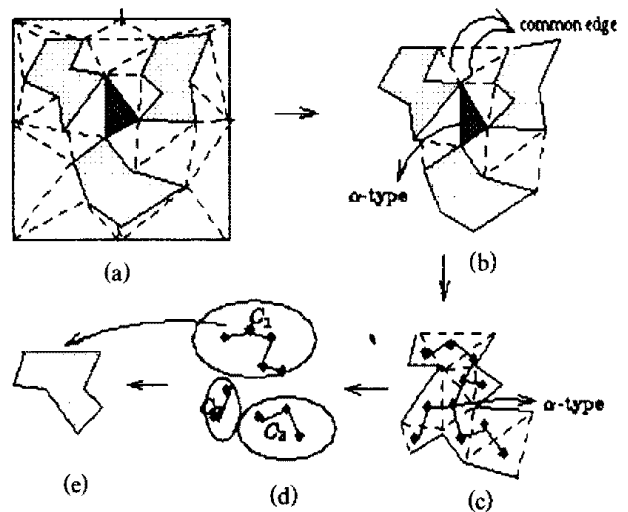 common edge
α-type
(a)
(b)
C₁
C₂
α-type
(e)
(d)
(c)